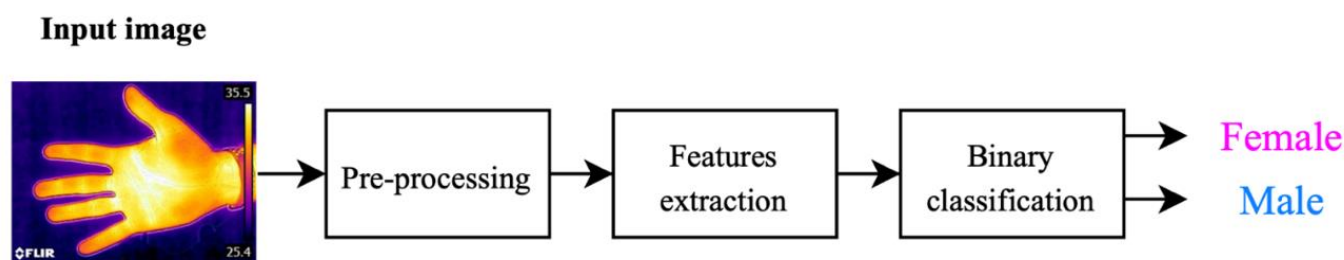 Input image
35.5
25.4
FLIR
Pre-processing
Features
extraction
Binary
classification
Female
Male